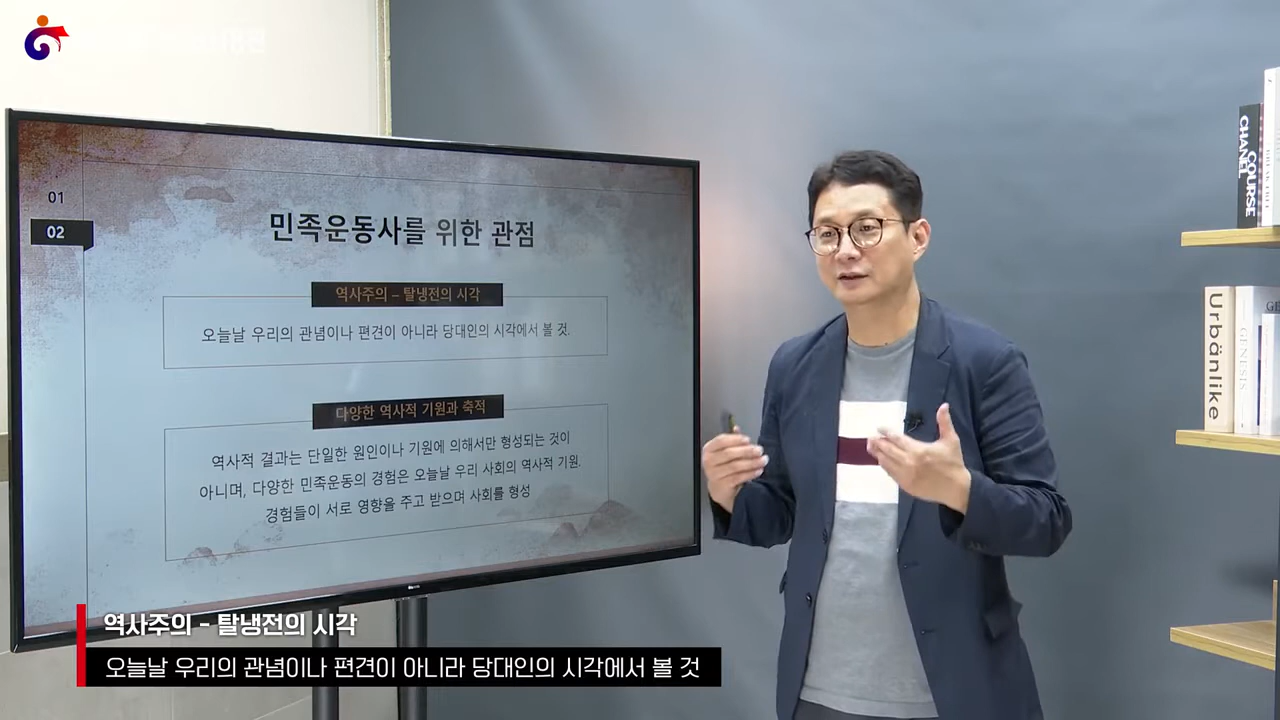 01
02
민족운동사를 위한 관점
역사주의 – 탈냉전의 시각
오늘날 우리의 관념이나 편견이 아니라 당대인의 시각에서 볼 것.
다양한 역사적 기원과 축적
역사적 결과는 단일한 원인이나 기원에 의해서만 형성되는 것이
아니며, 다양한 민족운동의 경험은 오늘날 우리 사회의 역사적 기원.
경험들이 서로 영향을 주고 받으며 사회를 형성
CHANEL
COURSE
Urbänlike
GENESIS
역사주의 – 탈냉전의 시각
오늘날 우리의 관념이나 편견이 아니라 당대인의 시각에서 볼 것